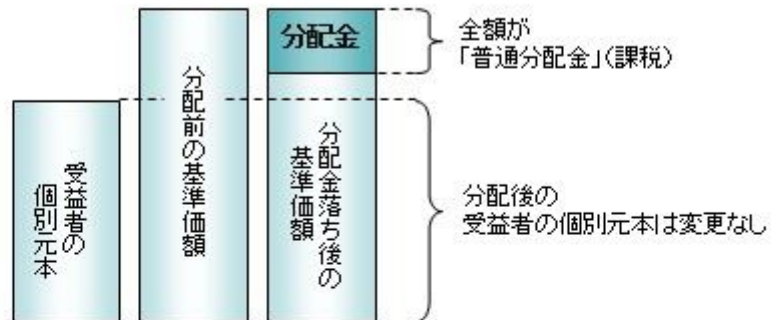 受益者の
個別元本
分配前の基準価額
分配金
分配金落ち後の
基準価額
全額が
「普通分配金」(課税)
分配後の
受益者の個別元本は変更なし